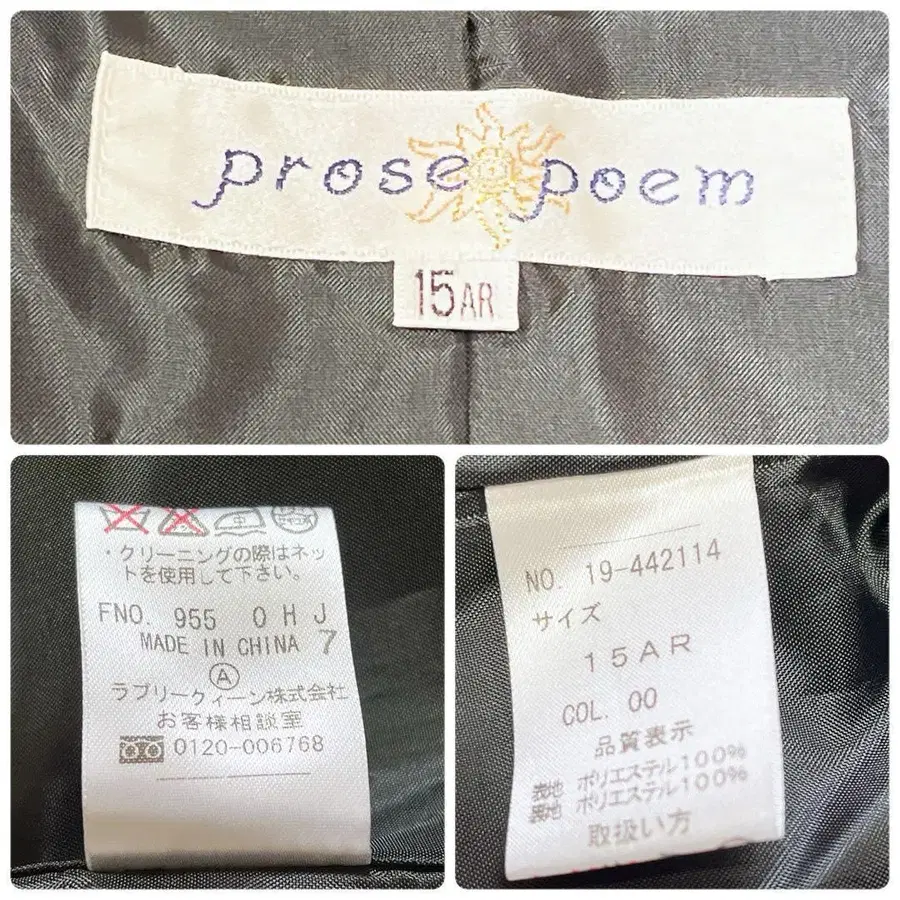 prose poem
15AR
・クリーニングの際はネッ
トを使用して下さい。
FNO. 955 0 H J
MADE IN CHINA 7
Ⓐ
ラブリークィーン株式会社
お客様相談室
0120-006768
NO. 19-442114
サイズ
15AR
COL. 00
品質表示
表地 ポリエステル100%
裏地 ポリエステル100%
取扱い方